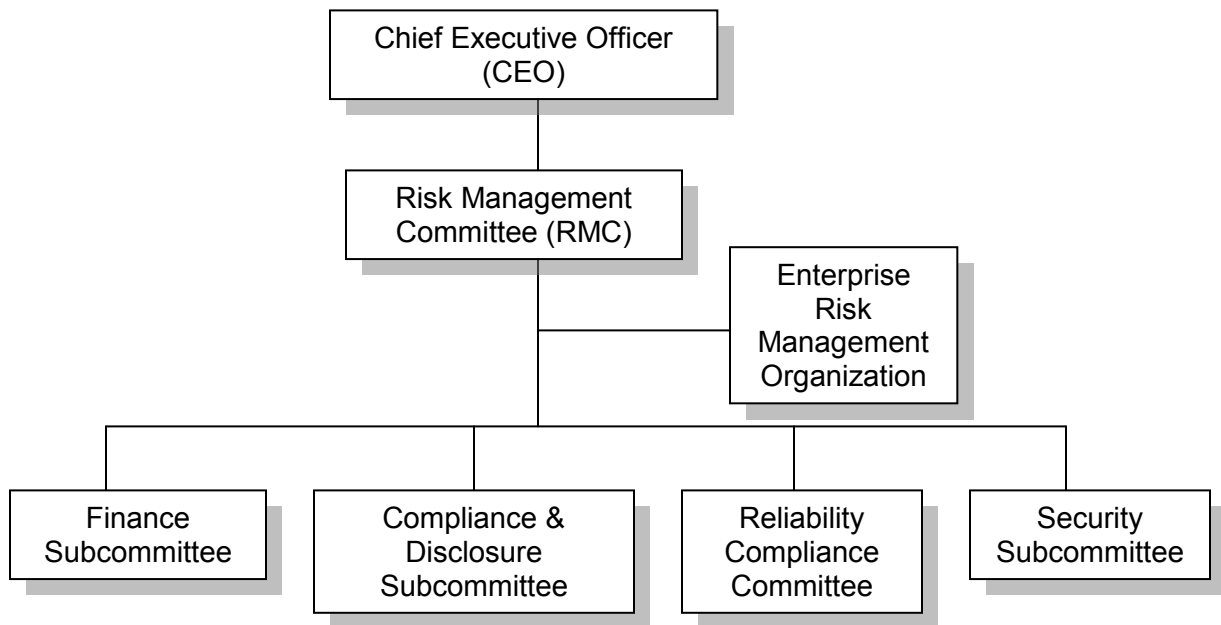 Chief Executive Officer
(CEO)
Risk Management
Committee (RMC)
Enterprise
Risk
Management
Organization
Finance
Subcommittee
Compliance &
Disclosure
Subcommittee
Reliability
Compliance
Committee
Security
Subcommittee